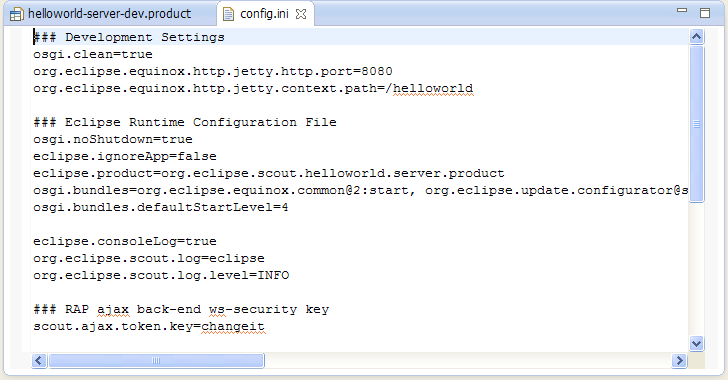 helloworld-server-dev.product config.ini
### Development Settings
osgi.clean=true
org.eclipse.equinox.http.jetty.http.port=8080
org.eclipse.equinox.http.jetty.context.path=/helloworld
### Eclipse Runtime Configuration File
osgi.noShutdown=true
eclipse.ignoreApp=false
eclipse.product=org.eclipse.scout.helloworld.server.product
osgi.bundles=org.eclipse.equinox.common@2:start, org.eclipse.update.configurator@s
osgi.bundles.defaultStartLevel=4
eclipse.consoleLog=true
org.eclipse.scout.log=eclipse
org.eclipse.scout.log.level=INFO
### RAP ajax back-end ws-security key
scout.ajax.token.key=changeit